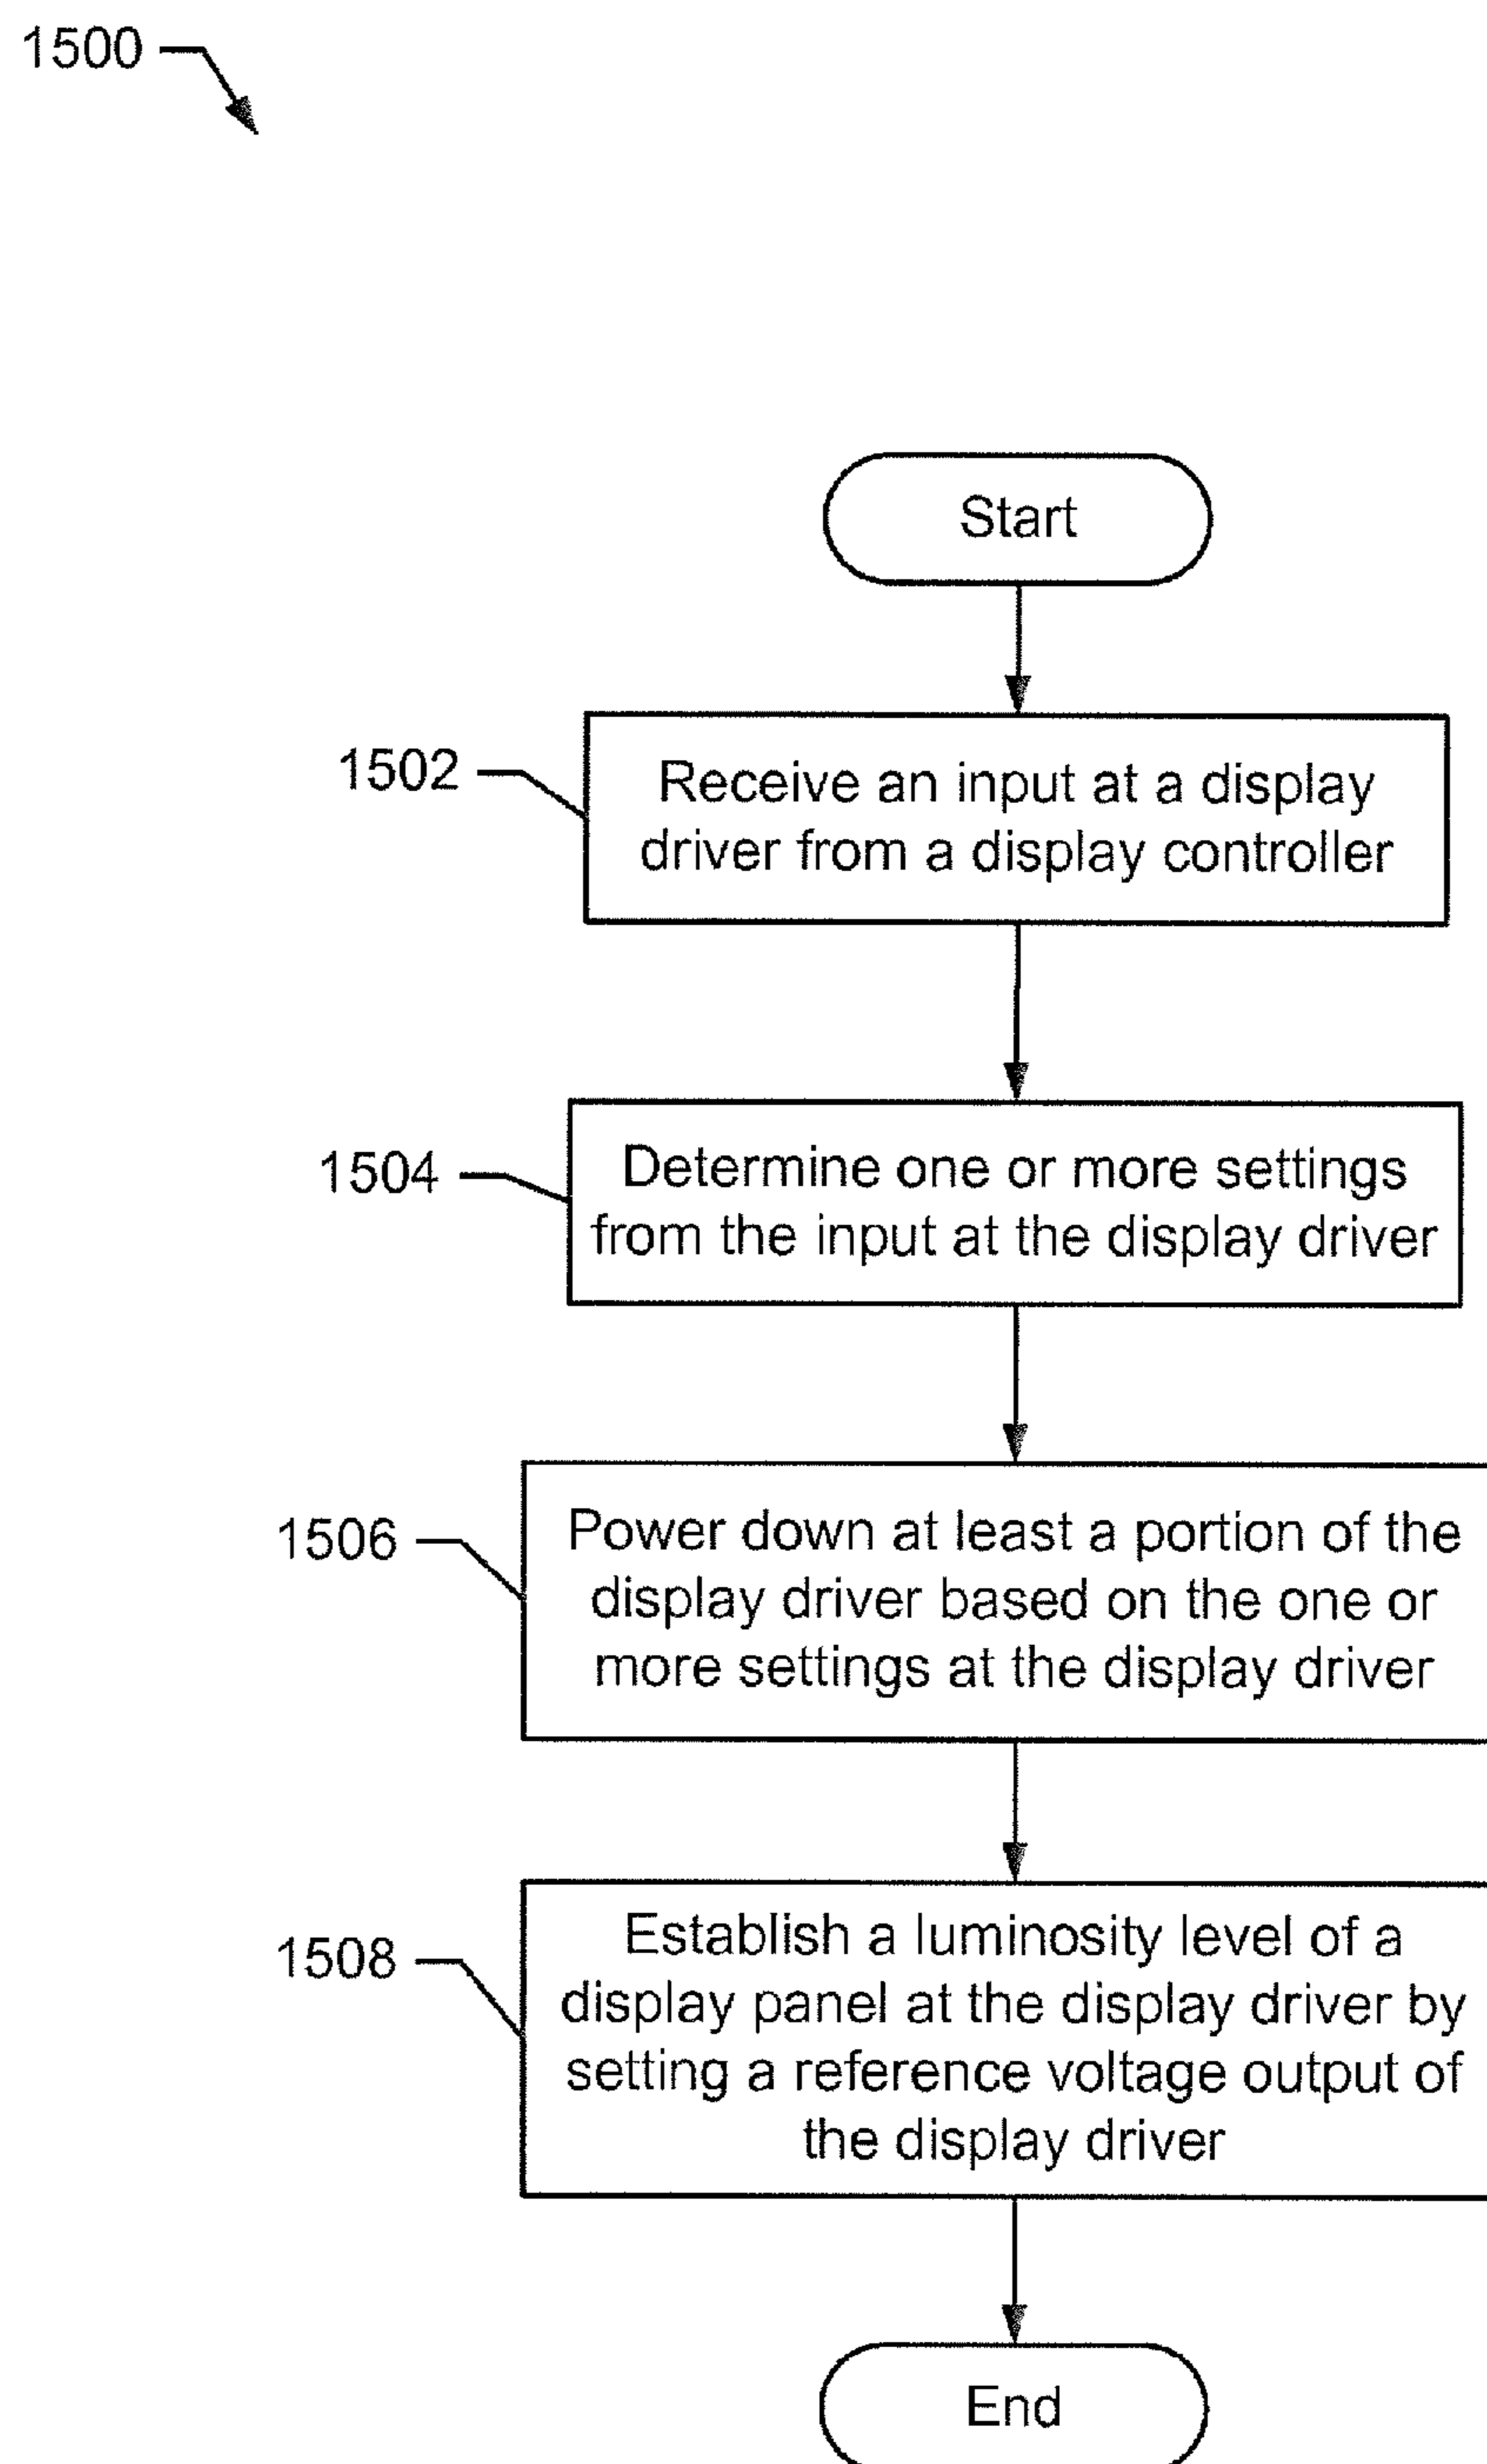 1500
Start
1502
Receive an input at a display
driver from a display controller
1504
Determine one or more settings
from the input at the display driver
1506
Power down at least a portion of the
display driver based on the one or
more settings at the display driver
1508
Establish a luminosity level of a
display panel at the display driver by
setting a reference voltage output of
the display driver
End